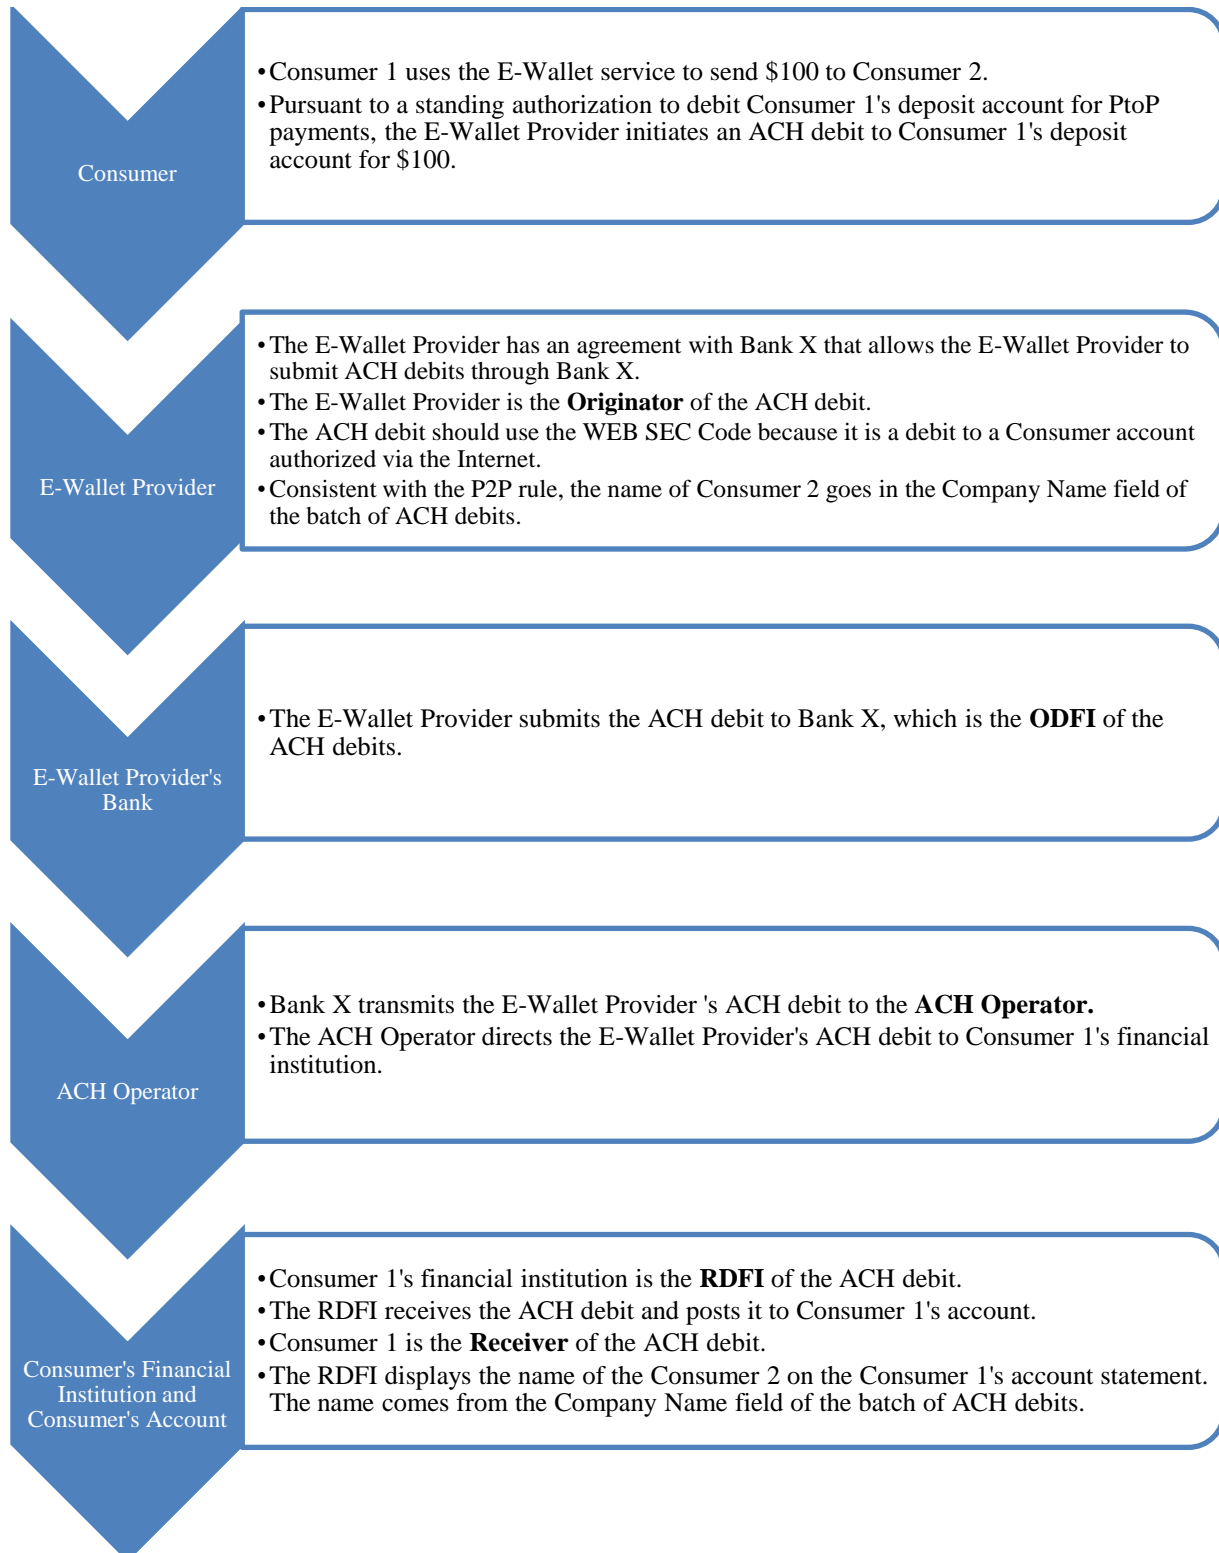 Consumer
•Consumer 1 uses the E-Wallet service to send $100 to Consumer 2.
•Pursuant to a standing authorization to debit Consumer 1's deposit account for PtoP
payments, the E-Wallet Provider initiates an ACH debit to Consumer 1's deposit
account for $100.
E-Wallet Provider
•The E-Wallet Provider has an agreement with Bank X that allows the E-Wallet Provider to
submit ACH debits through Bank X.
•The E-Wallet Provider is the Originator of the ACH debit.
•The ACH debit should use the WEB SEC Code because it is a debit to a Consumer account
authorized via the Internet.
•Consistent with the P2P rule, the name of Consumer 2 goes in the Company Name field of
the batch of ACH debits.
E-Wallet Provider's
Bank
•The E-Wallet Provider submits the ACH debit to Bank X, which is the ODFI of the
ACH debits.
ACH Operator
•Bank X transmits the E-Wallet Provider 's ACH debit to the ACH Operator.
•The ACH Operator directs the E-Wallet Provider's ACH debit to Consumer 1's financial
institution.
Consumer's Financial
Institution and
Consumer's Account
•Consumer 1's financial institution is the RDFI of the ACH debit.
•The RDFI receives the ACH debit and posts it to Consumer 1's account.
•Consumer 1 is the Receiver of the ACH debit.
•The RDFI displays the name of the Consumer 2 on the Consumer 1's account statement.
The name comes from the Company Name field of the batch of ACH debits.